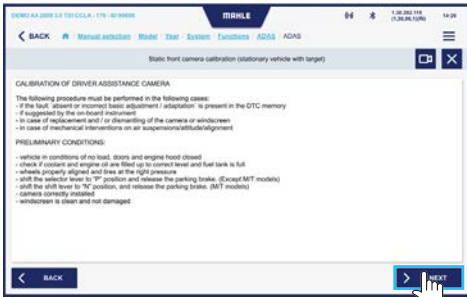 DEMO AA 2005 3.0 TDI CCLA - 176 - AD 99999
MAHLE
1.30.202.115
(1.30.00.1)(f0)
14:26
BACK
Manual selection / Model / Year / System / Functions / ADAS / ADAS
Static front camera calibration (stationary vehicle with target)
CALIBRATION OF DRIVER ASSISTANCE CAMERA
The following procedure must be performed in the following cases:
- if the fault 'absent or incorrect basic adjustment / adaptation' is present in the DTC memory
- if suggested by the on-board instrument
- in case of replacement and / or dismantling of the camera or windscreen
- in case of mechanical interventions on air suspensions/attitude/alignment
PRELIMINARY CONDITIONS:
- vehicle in conditions of no load, doors and engine hood closed
- check if coolant and engine oil are filled up to correct level and fuel tank is full
- wheels properly aligned and tires at the right pressure
- shift the selector lever to "P" position and release the parking brake. (Except M/T models)
- shift the shift lever to "N" position, and release the parking brake. (M/T models)
- camera correctly installed
- windscreen is clean and not damaged
BACK
NEXT